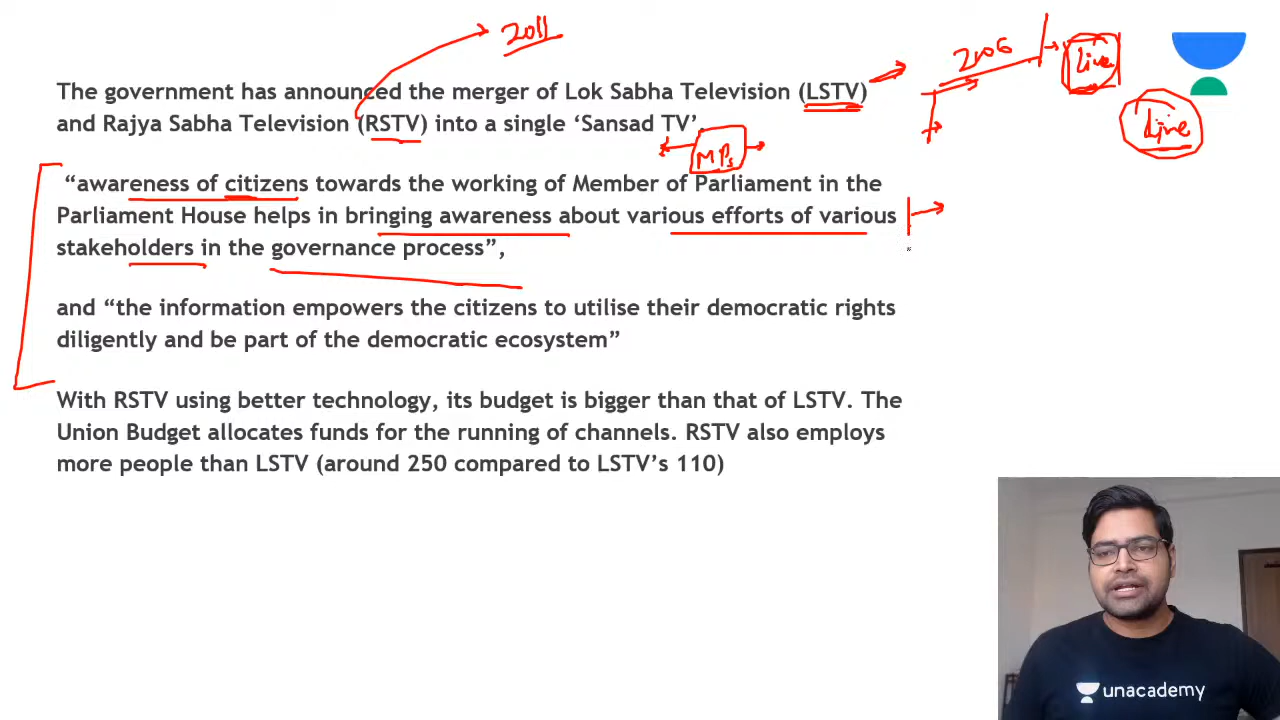 2011
2006
Live
Live
The government has announced the merger of Lok Sabha Television (LSTV)
and Rajya Sabha Television (RSTV) into a single ‘Sansad TV’
MPs
“awareness of citizens towards the working of Member of Parliament in the
Parliament House helps in bringing awareness about various efforts of various
stakeholders in the governance process”,
and “the information empowers the citizens to utilise their democratic rights
diligently and be part of the democratic ecosystem”
With RSTV using better technology, its budget is bigger than that of LSTV. The
Union Budget allocates funds for the running of channels. RSTV also employs
more people than LSTV (around 250 compared to LSTV’s 110)
unacademy